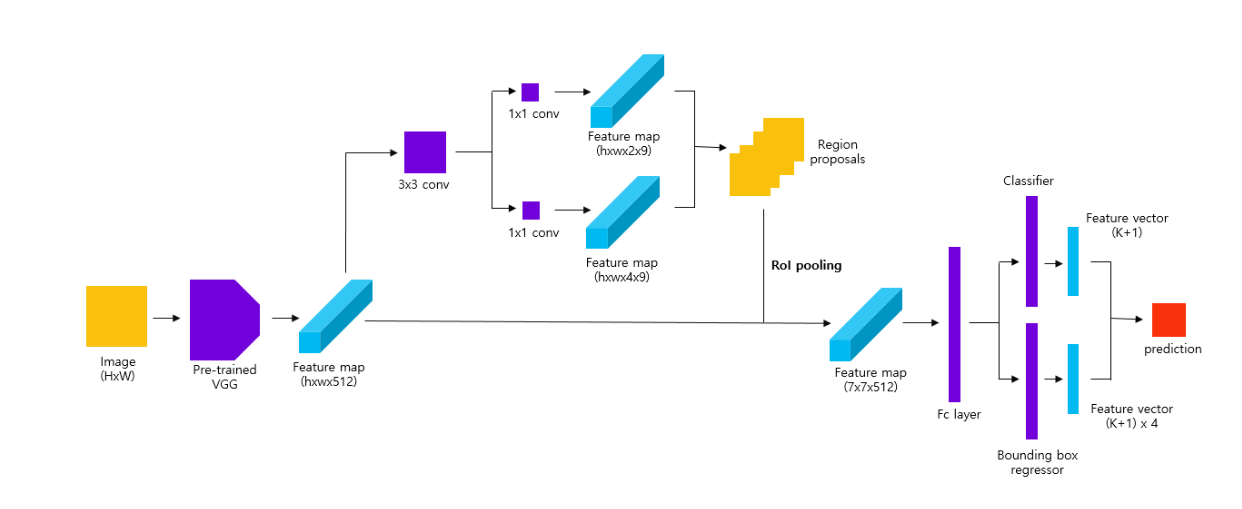 1x1 conv
Feature map
(hxwx2x9)
Region
proposals
3x3 conv
1x1 conv
Feature map
(hxwx4x9)
Classifier
Feature vector
(K+1)
RoI pooling
Image
(HxW)
Pre-trained
VGG
Feature map
(hxwx512)
Feature map
(7x7x512)
Fc layer
prediction
Feature vector
(K+1) x 4
Bounding box
regressor